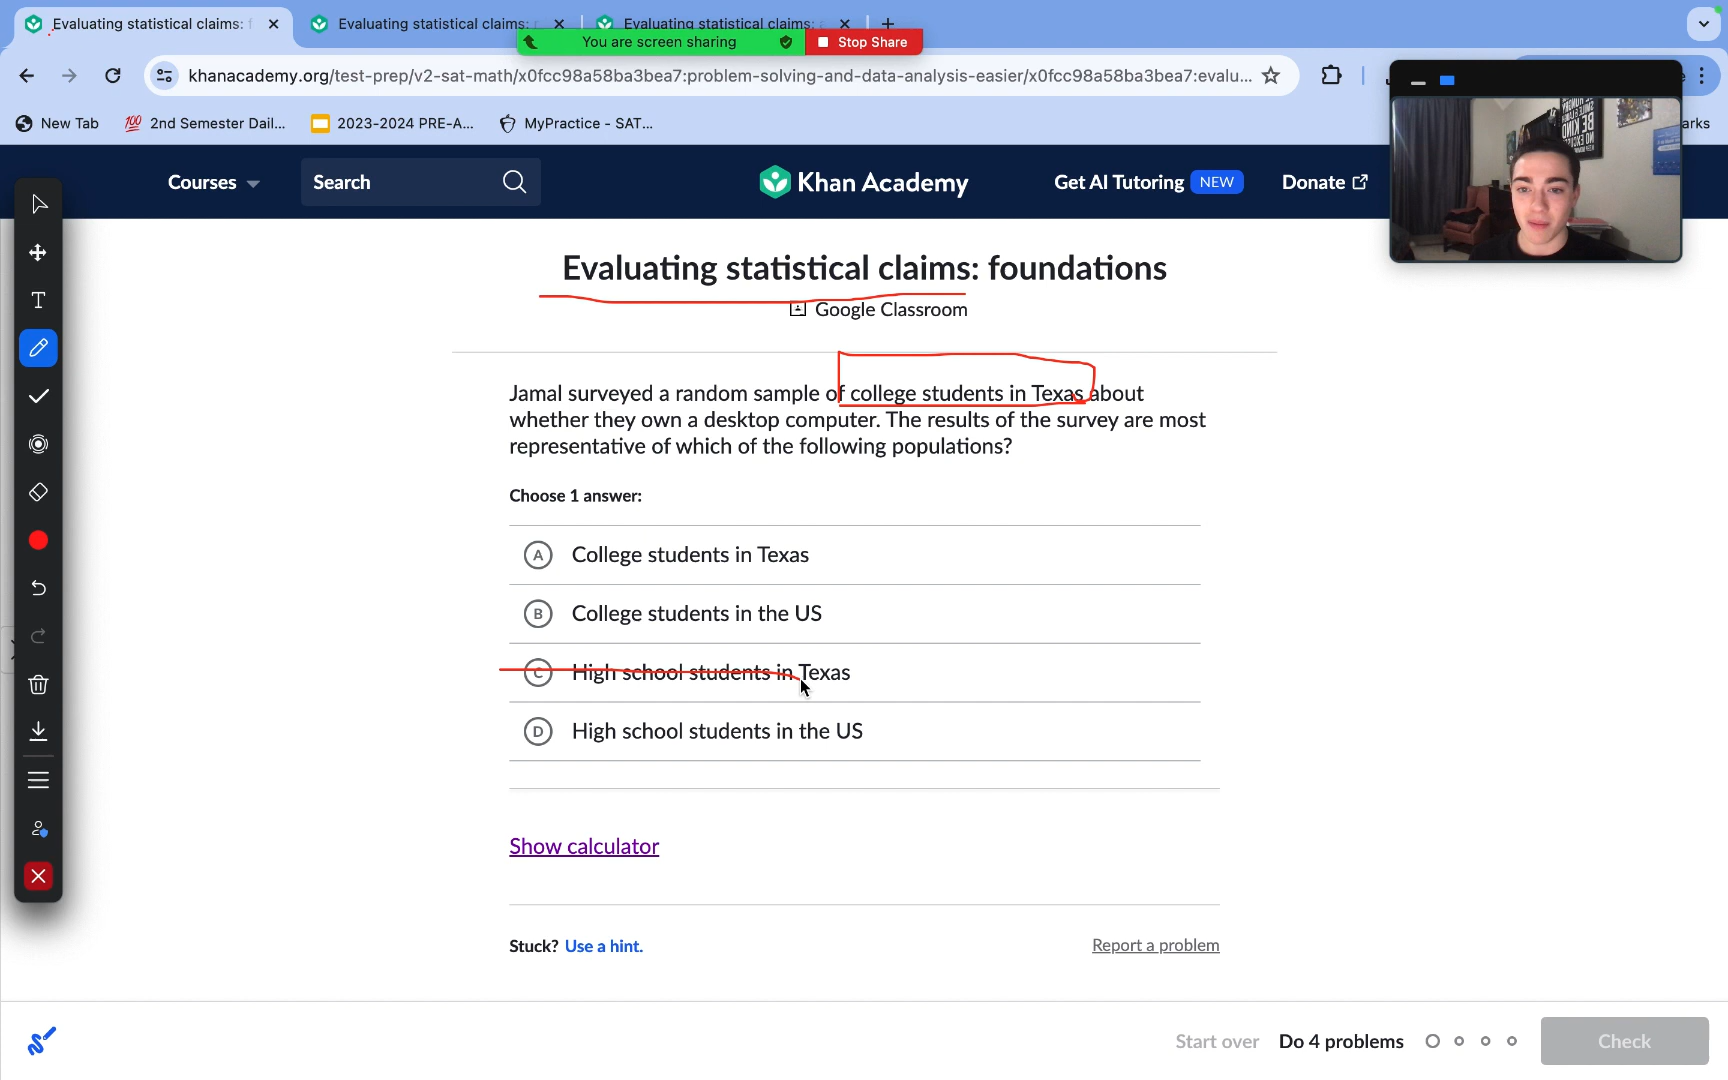 Evaluating statistical claims: f
Evaluating statistical claims:
Evaluating statistical claims:
You are screen sharing
Stop Share
khanacademy.org/test-prep/v2-sat-math/x0fcc98a58ba3bea7:problem-solving-and-data-analysis-easier/x0fcc98a58ba3bea7:evalu...
New Tab
100
2nd Semester Dail...
2023-2024 PRE-A...
MyPractice - SAT...
arks
BE
KIND
NO EXC
Courses
Search
Khan Academy
Get AI Tutoring NEW
Donate
T
Evaluating statistical claims: foundations
Google Classroom
Jamal surveyed a random sample of college students in Texas about
whether they own a desktop computer. The results of the survey are most
representative of which of the following populations?
Choose 1 answer:
A College students in Texas
B College students in the US
C High school students in Texas
D High school students in the US
Show calculator
Stuck? Use a hint.
Report a problem
Start over
Do 4 problems
Check